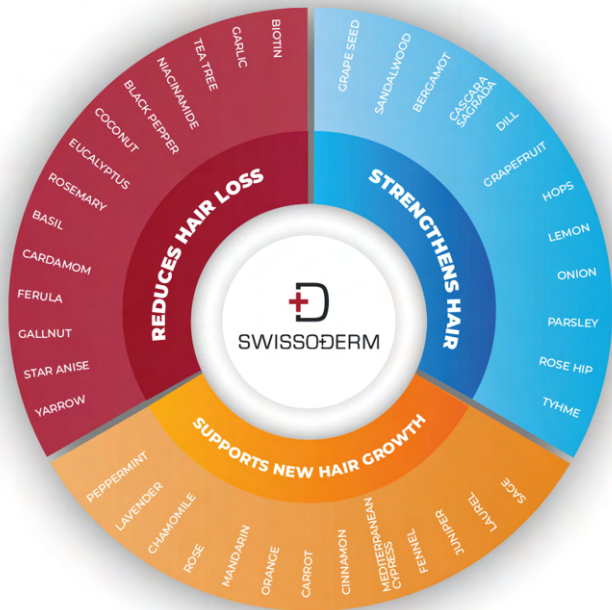 REDUCES HAIR LOSS
BIOTIN
GARLIC
TEA TREE
NIACINAMIDE
BLACK PEPPER
COCONUT
EUCALYPTUS
ROSEMARY
BASIL
CARDAMOM
FERULA
GALLNUT
STAR ANISE
YARROW
STRENGTHENS HAIR
GRAPE SEED
SANDALWOOD
BERGAMOT
CASCARA
SAGRADA
DILL
GRAPEFRUIT
HOPS
LEMON
ONION
PARSLEY
ROSE HIP
TYHME
SUPPORTS NEW HAIR GROWTH
PEPPERMINT
LAVENDER
CHAMOMILE
ROSE
MANDARIN
ORANGE
CARROT
CINNAMON
MEDITERRANEAN
CYPRESS
FENNEL
JUNIPER
LAUREL
SAGE
+D
SWISSODERM